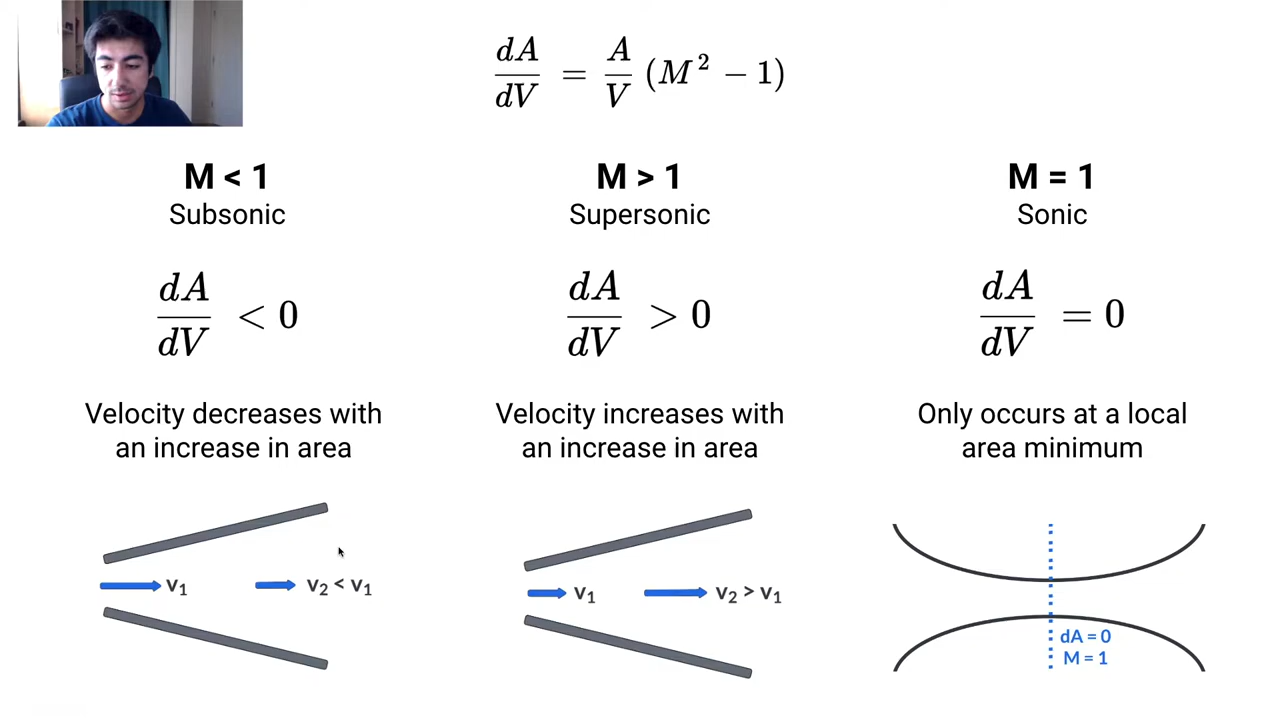 dA/dV = A/V (M² − 1)
M < 1
Subsonic
dA/dV < 0
Velocity decreases with
an increase in area
v₁
v₂ < v₁
M > 1
Supersonic
dA/dV > 0
Velocity increases with
an increase in area
v₁
v₂ > v₁
M = 1
Sonic
dA/dV = 0
Only occurs at a local
area minimum
dA = 0
M = 1